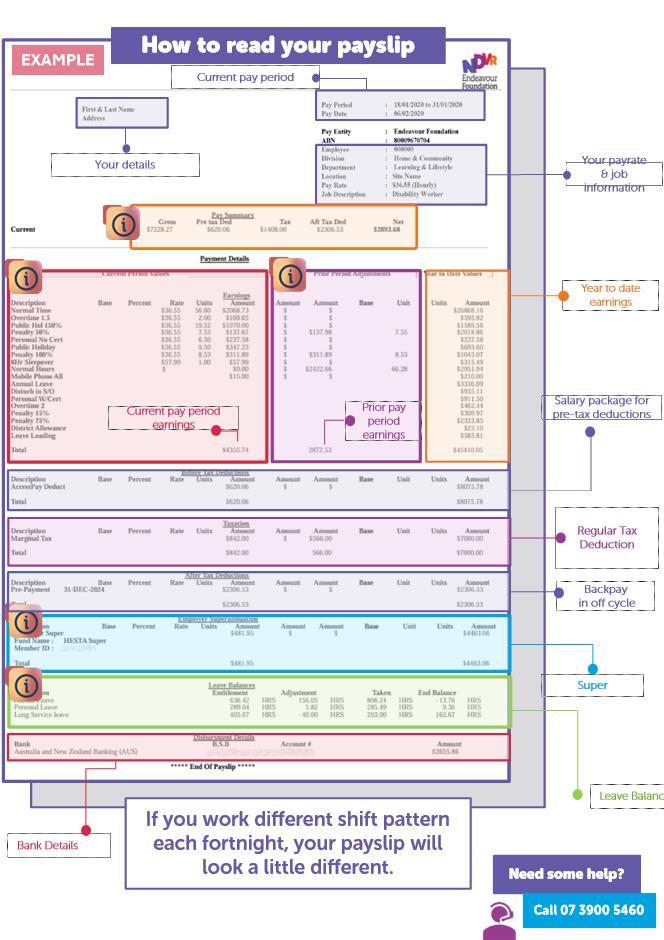 How to read your payslip
EXAMPLE
Current pay period
NDVR
Endeavour
Foundation
First & Last Name
Address
Pay Period : 18/01/2020 to 31/01/2020
Pay Date : 06/02/2020
Your details
Pay Entity : Endeavour Foundation
ABN : 80009670704
Employee : 000000
Division : Home & Community
Department : Learning & Lifestyle
Location : Site Name
Pay Rate : $36.55 (Hourly)
Job Description : Disability Worker
Your payrate
& job
information
Pay Summary
Gross Pre tax Ded Tax Aft Tax Ded Net
Current $7228.27 $620.06 $1408.00 $2306.53 $2893.68
Payment Details
Current Period Values Prior Period Adjustments Year to Date Values
Earnings
Description Base Percent Rate Units Amount Amount Amount Base Unit Units Amount
Normal Time $36.55 56.60 $2068.73 $ $26868.16
Overtime 1.5 $36.55 2.00 $109.65 $ $595.92
Public Hol 150% $36.55 19.52 $1070.00 $ $1589.56
Penalty 50% $36.55 7.53 $137.67 $ $137.98 7.55 $2018.86
Personal No Cert $36.55 6.50 $237.58 $ $237.58
Public Holiday $36.55 9.50 $347.23 $ $693.60
Penalty 100% $36.55 8.53 $311.89 $ $311.89 8.53 $1043.07
8Hr Sleepover $57.99 1.00 $57.99 $ $315.49
Normal Hours $ $0.00 $ $2422.66 66.28 $2951.94
Mobile Phone All $15.00 $ $210.00
Annual Leave $ $3336.09
Disturb in S/O $ $935.11
Personal W/Cert $ $911.50
Overtime 2 $ $462.44
Penalty 15% $ $309.97
Penalty 75% $ $2323.85
District Allowance $ $23.10
Leave Loading $ $583.81
Total $4355.74 2872.53 $45410.05
Year to date
earnings
Current pay period
earnings
Prior pay
period
earnings
Salary package for
pre-tax deductions
Before Tax Deductions
Description Base Percent Rate Units Amount Amount Amount Base Unit Units Amount
AccessPay Deduct $620.06 $ $8075.78
Total $620.06 $8075.78
Taxation
Description Base Percent Rate Units Amount Amount Amount Base Unit Units Amount
Marginal Tax $842.00 $ $566.00 $7000.00
Total $842.00 566.00 $7000.00
Regular Tax
Deduction
After Tax Deductions
Description Base Percent Rate Units Amount Amount Amount Base Unit Units Amount
Pre-Payment 31-DEC-2024 $2306.53 $ $ $2306.53
$2306.53 $2306.53
Backpay
in off cycle
Employer Superannuation
Base Percent Rate Units Amount Amount Amount Base Unit Units Amount
Super $481.95 $ $ $4463.06
Fund Name : HESTA Super
Member ID :
Total $481.95 $4463.06
Super
Leave Balances
Entitlement Adjustment Taken End Balance
Leave 636.42 HRS 156.05 HRS 806.24 HRS - 13.76 HRS
Personal Leave 289.04 HRS 5.82 HRS 285.49 HRS 9.36 HRS
Long Service leave 405.67 HRS - 40.00 HRS 203.00 HRS 162.67 HRS
Leave Balanc
Disbursment Details
Bank B.S.B Account # Amount
Australia and New Zealand Banking (AUS) $2655.86
***** End Of Payslip *****
Bank Details
If you work different shift pattern
each fortnight, your payslip will
look a little different.
Need some help?
Call 07 3900 5460